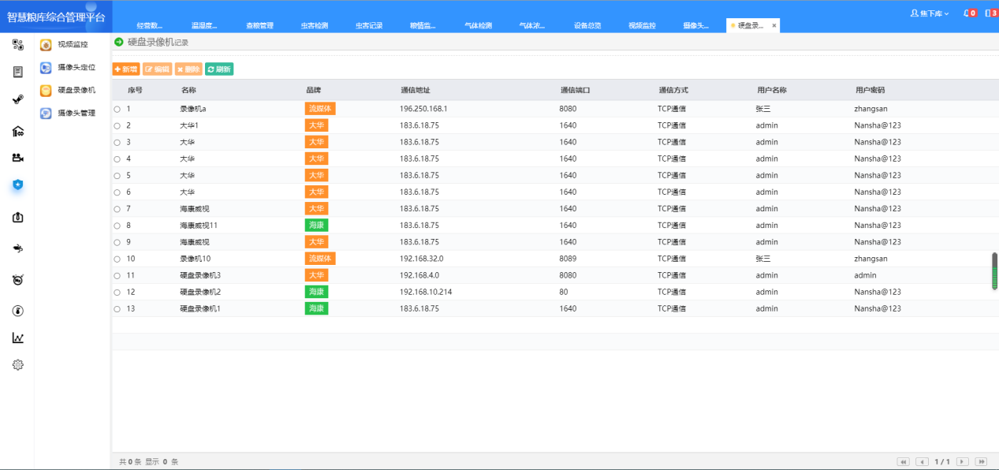 智慧粮库综合管理平台
焦下库 0 3
经营数... 温湿度... 查粮管理 虫害检测 虫害记录 粮情监... 气体检测 气体浓... 设备总览 视频监控 摄像头... 硬盘录... ×
视频监控
摄像头定位
硬盘录像机
摄像头管理
硬盘录像机记录
新增 编辑 删除 刷新
序号 名称 品牌 通信地址 通信端口 通信方式 用户名称 用户密码
1 录像机a 流媒体 196.250.168.1 8080 TCP通信 张三 zhangsan
2 大华1 大华 183.6.18.75 1640 TCP通信 admin Nansha@123
3 大华 大华 183.6.18.75 1640 TCP通信 admin Nansha@123
4 大华 大华 183.6.18.75 1640 TCP通信 admin Nansha@123
5 大华 大华 183.6.18.75 1640 TCP通信 admin Nansha@123
6 大华 大华 183.6.18.75 1640 TCP通信 admin Nansha@123
7 海康威视 大华 183.6.18.75 1640 TCP通信 admin Nansha@123
8 海康威视11 海康 183.6.18.75 1640 TCP通信 admin Nansha@123
9 海康威视 大华 183.6.18.75 1640 TCP通信 admin Nansha@123
10 录像机10 流媒体 192.168.32.0 8089 TCP通信 张三 zhangsan
11 硬盘录像机3 大华 192.168.4.0 8080 TCP通信 admin admin
12 硬盘录像机2 海康 192.168.10.214 80 TCP通信 admin Nansha@123
13 硬盘录像机1 海康 183.6.18.75 1640 TCP通信 admin Nansha@123
共 0 条 显示 0 条 1 / 1